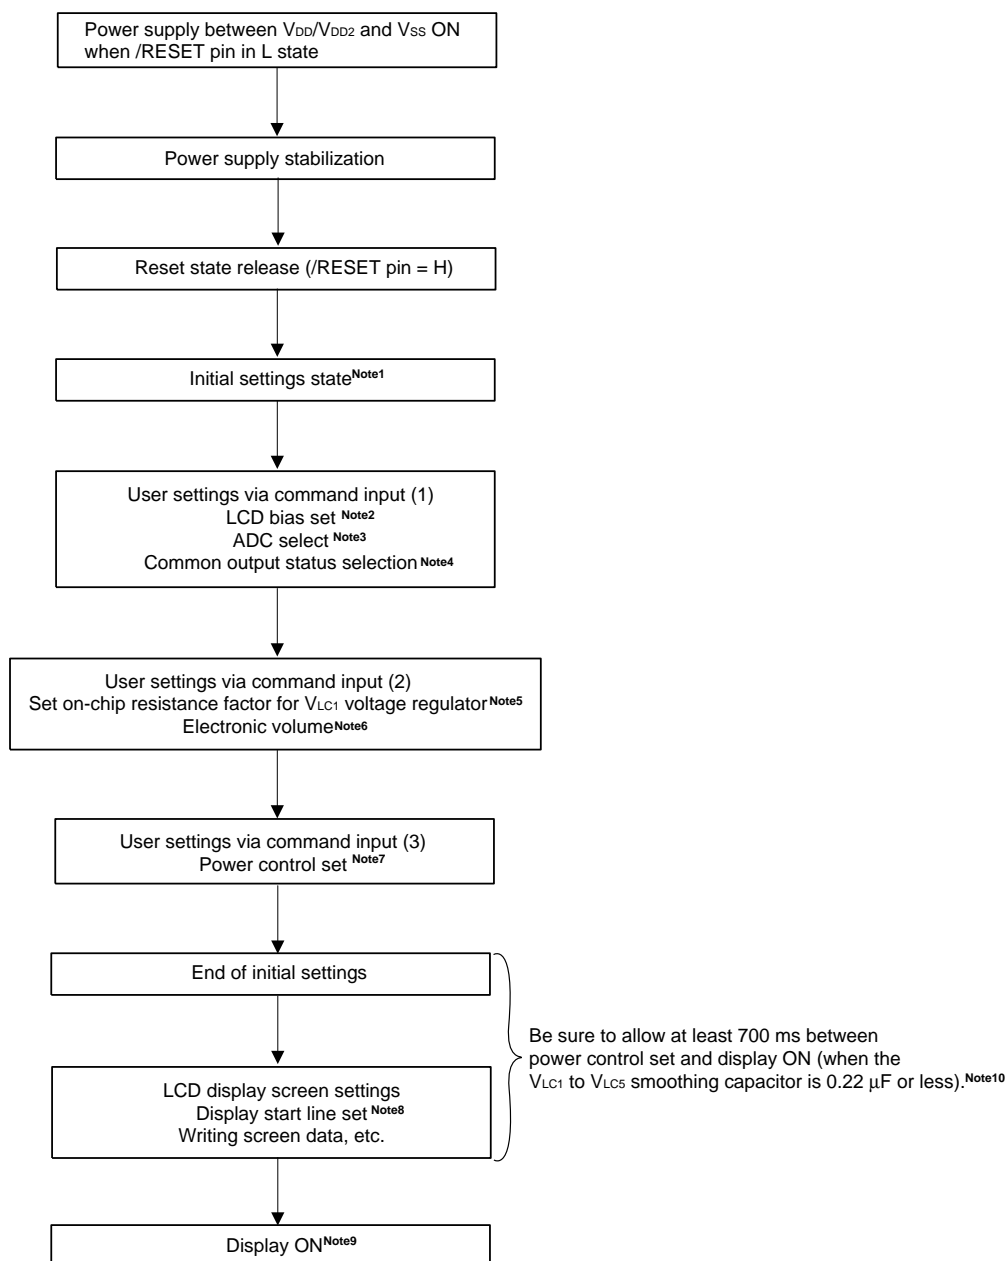 Power supply between VDD/VDD2 and VSS ON
when /RESET pin in L state
Power supply stabilization
Reset state release (/RESET pin = H)
Initial settings stateNote1
User settings via command input (1)
LCD bias set Note2
ADC select Note3
Common output status selection Note4
User settings via command input (2)
Set on-chip resistance factor for VLC1 voltage regulatorNote5
Electronic volumeNote6
User settings via command input (3)
Power control set Note7
End of initial settings
Be sure to allow at least 700 ms between
power control set and display ON (when the
VLC1 to VLC5 smoothing capacitor is 0.22 μF or less).Note10
LCD display screen settings
Display start line set Note8
Writing screen data, etc.
Display ONNote9